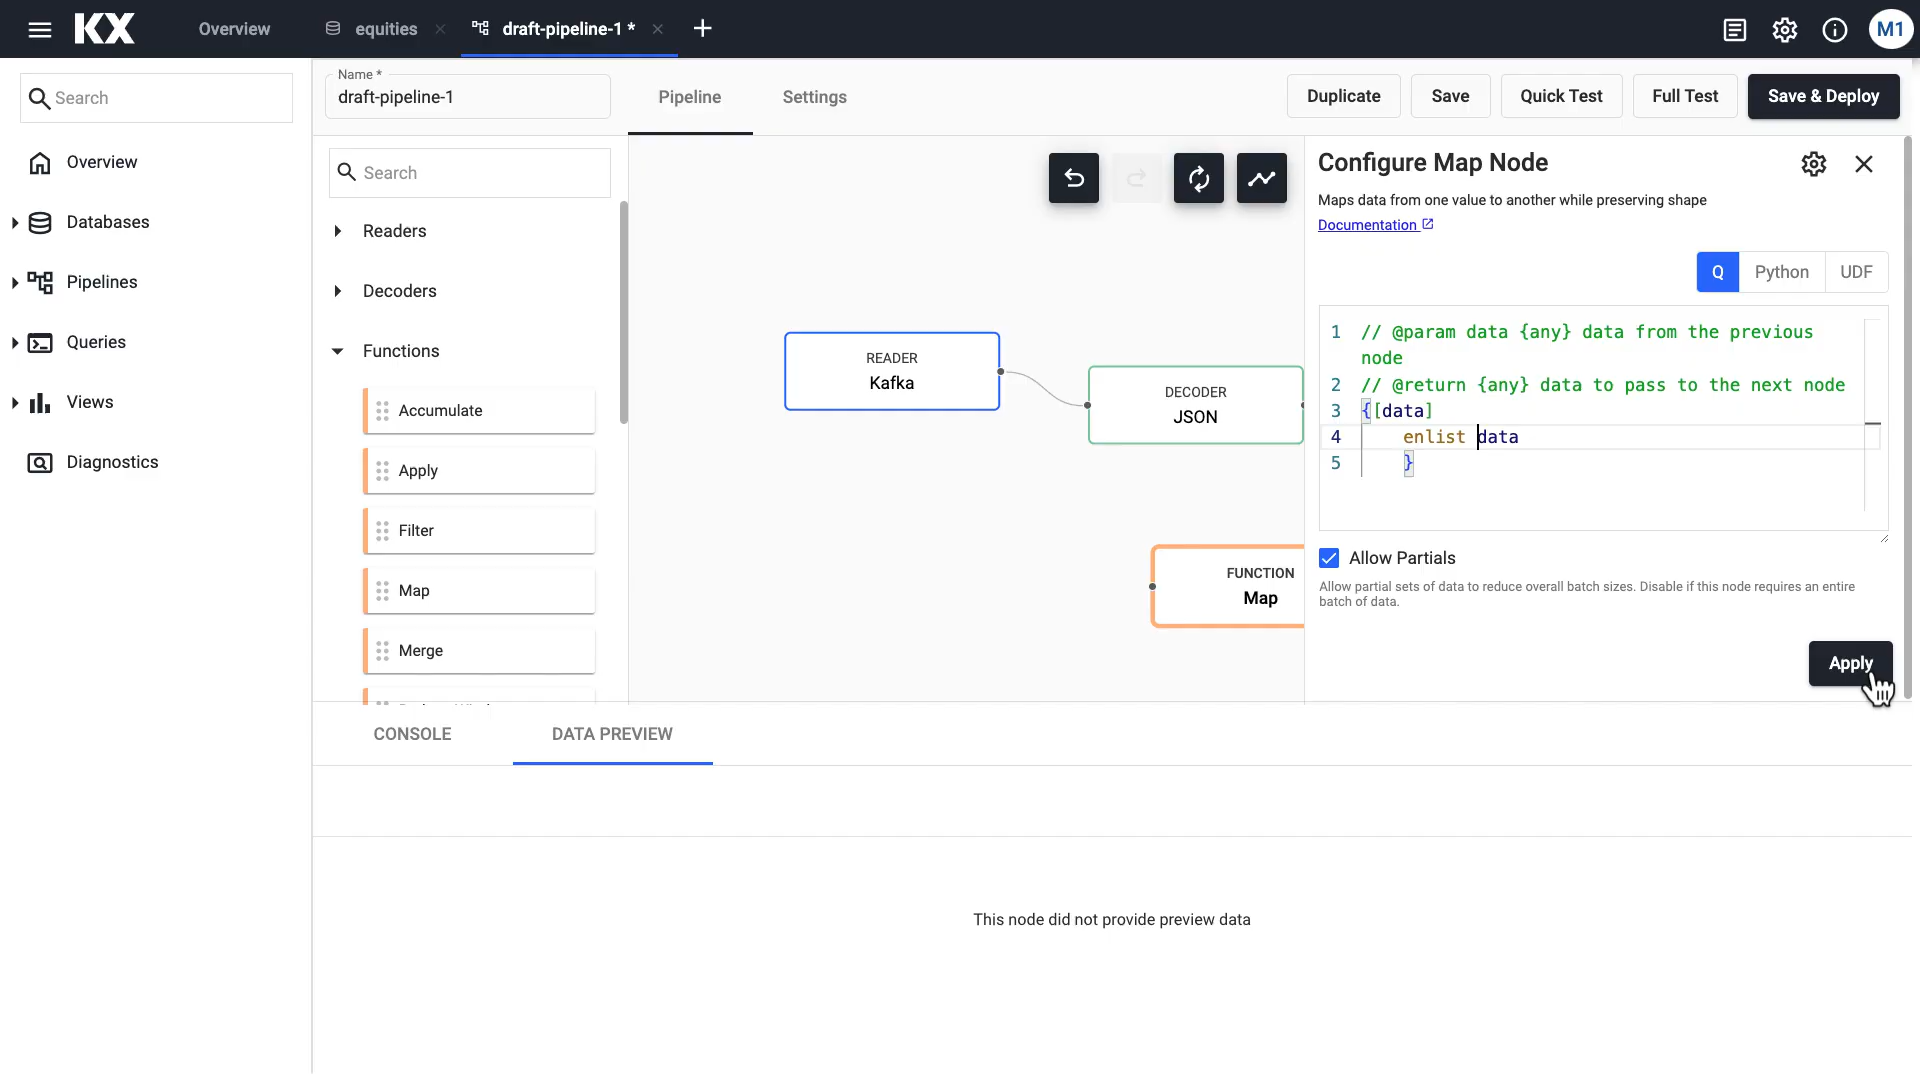 KX
Overview
equities
draft-pipeline-1 *
M1
Search
Overview
Databases
Pipelines
Queries
Views
Diagnostics
Name *
draft-pipeline-1
Pipeline
Settings
Duplicate
Save
Quick Test
Full Test
Save & Deploy
Search
Readers
Decoders
Functions
Accumulate
Apply
Filter
Map
Merge
READER
Kafka
DECODER
JSON
FUNCTION
Map
Configure Map Node
Maps data from one value to another while preserving shape
Documentation
Q
Python
UDF
1 // @param data {any} data from the previous
node
2 // @return {any} data to pass to the next node
3 {[data]
4 enlist data
5 }
Allow Partials
Allow partial sets of data to reduce overall batch sizes. Disable if this node requires an entire
batch of data.
Apply
CONSOLE
DATA PREVIEW
This node did not provide preview data